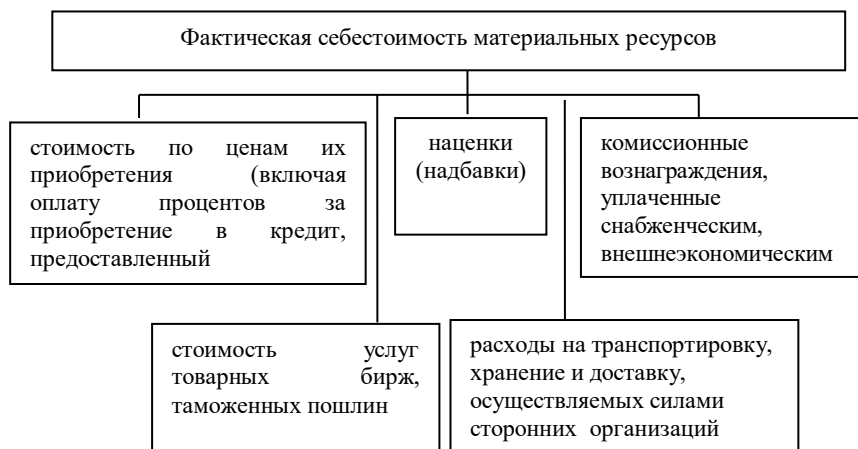 Фактическая себестоимость материальных ресурсов
стоимость по ценам их
приобретения (включая
оплату процентов за
приобретение в кредит,
предоставленный
наценки
(надбавки)
комиссионные
вознаграждения,
уплаченные
снабженческим,
внешнеэкономическим
стоимость услуг
товарных бирж,
таможенных пошлин
расходы на транспортировку,
хранение и доставку,
осуществляемых силами
сторонних организаций